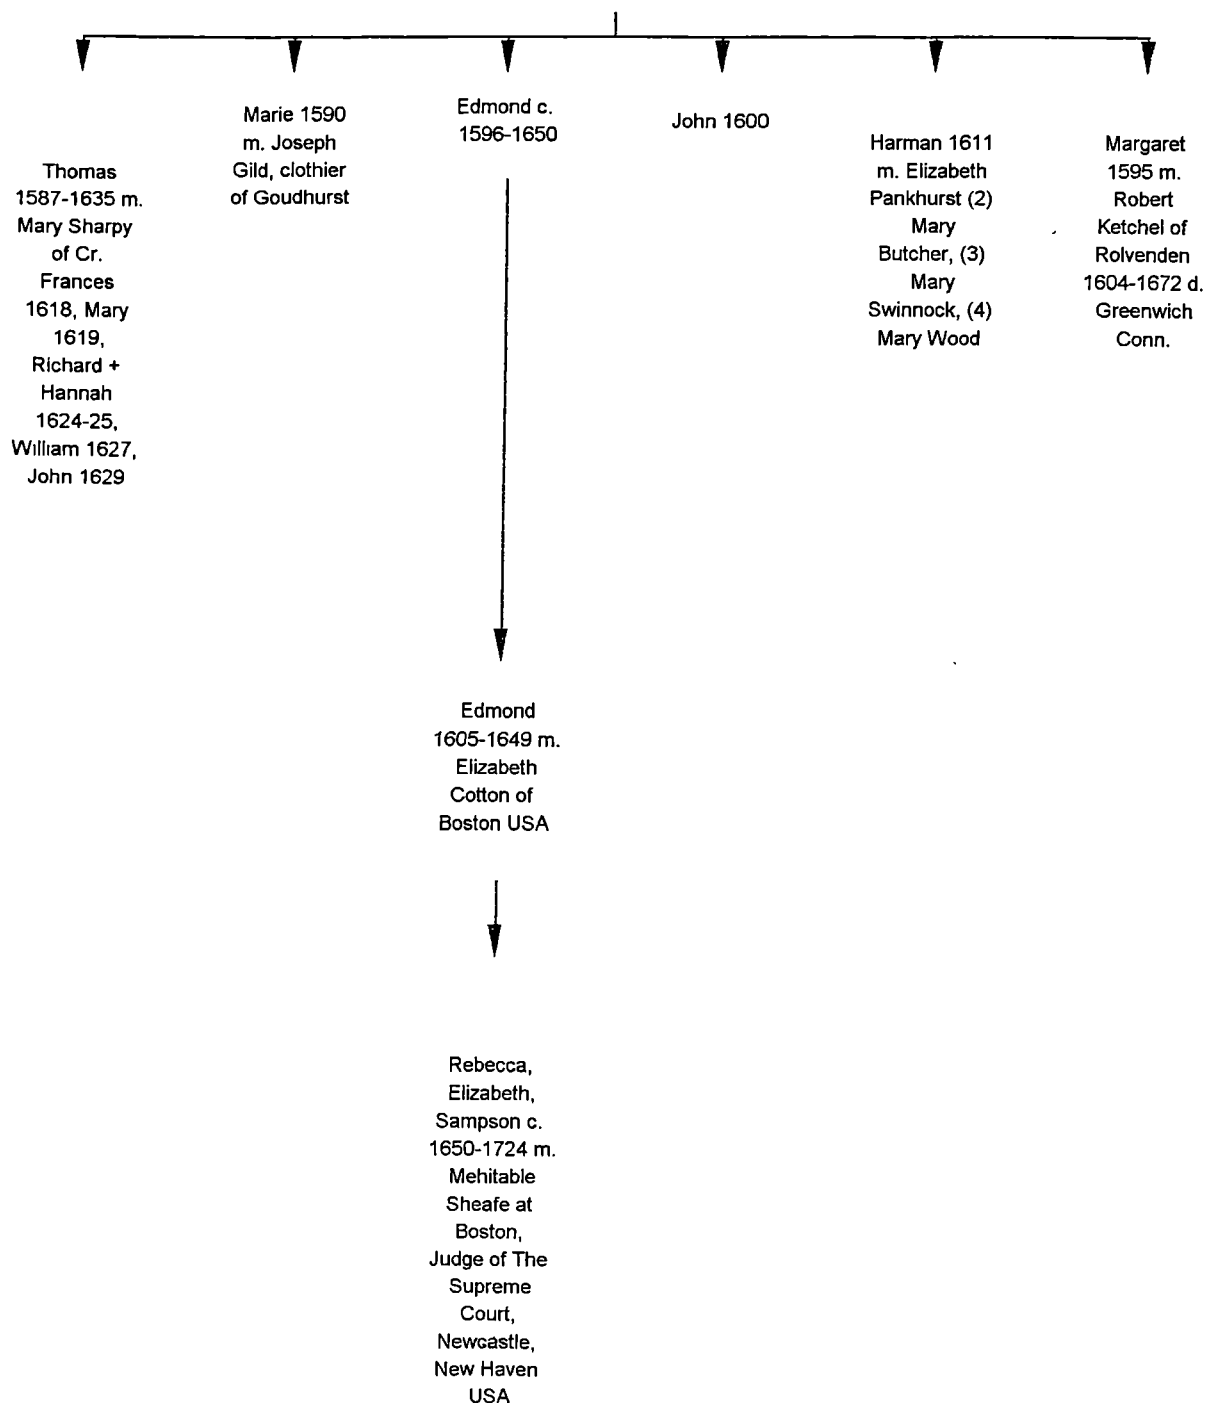 Thomas
1587-1635 m.
Mary Sharpy
of Cr.
Frances
1618, Mary
1619,
Richard +
Hannah
1624-25,
William 1627,
John 1629
Marie 1590
m. Joseph
Gild, clothier
of Goudhurst
Edmond c.
1596-1650
John 1600
Harman 1611
m. Elizabeth
Pankhurst (2)
Mary
Butcher, (3)
Mary
Swinnock, (4)
Mary Wood
Margaret
1595 m.
Robert
Ketchel of
Rolvenden
1604-1672 d.
Greenwich
Conn.
Edmond
1605-1649 m.
Elizabeth
Cotton of
Boston USA
Rebecca,
Elizabeth,
Sampson c.
1650-1724 m.
Mehitable
Sheafe at
Boston,
Judge of The
Supreme
Court,
Newcastle,
New Haven
USA